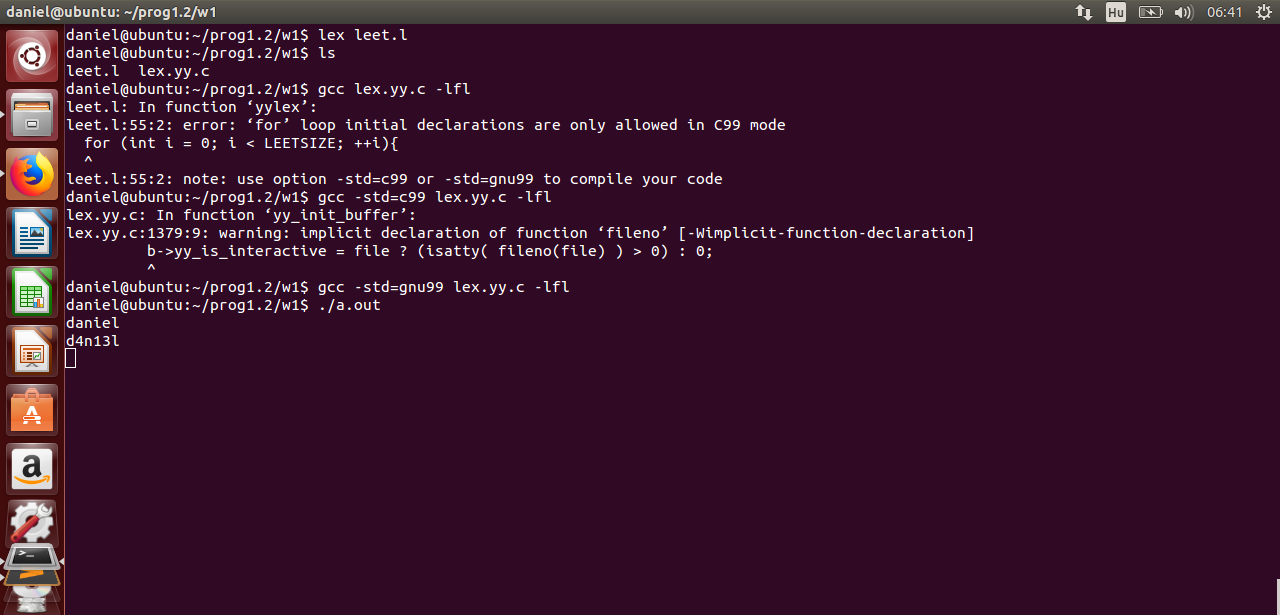 daniel@ubuntu: ~/prog1.2/w1
Hu
06:41
daniel@ubuntu:~/prog1.2/w1$ lex leet.l
daniel@ubuntu:~/prog1.2/w1$ ls
leet.l  lex.yy.c
daniel@ubuntu:~/prog1.2/w1$ gcc lex.yy.c -lfl
leet.l: In function ‘yylex’:
leet.l:55:2: error: ‘for’ loop initial declarations are only allowed in C99 mode
  for (int i = 0; i < LEETSIZE; ++i){
  ^
leet.l:55:2: note: use option -std=c99 or -std=gnu99 to compile your code
daniel@ubuntu:~/prog1.2/w1$ gcc -std=c99 lex.yy.c -lfl
lex.yy.c: In function ‘yy_init_buffer’:
lex.yy.c:1379:9: warning: implicit declaration of function ‘fileno’ [-Wimplicit-function-declaration]
         b->yy_is_interactive = file ? (isatty( fileno(file) ) > 0) : 0;
         ^
daniel@ubuntu:~/prog1.2/w1$ gcc -std=gnu99 lex.yy.c -lfl
daniel@ubuntu:~/prog1.2/w1$ ./a.out
daniel
d4n13l